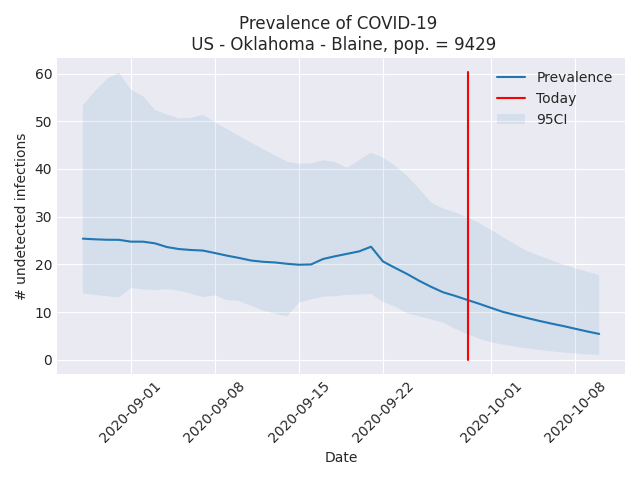 Prevalence of COVID-19
US - Oklahoma - Blaine, pop. = 9429
# undetected infections
60
50
40
30
20
10
0
Prevalence
Today
95CI
2020-09-01
2020-09-08
2020-09-15
2020-09-22
2020-10-01
2020-10-08
Date